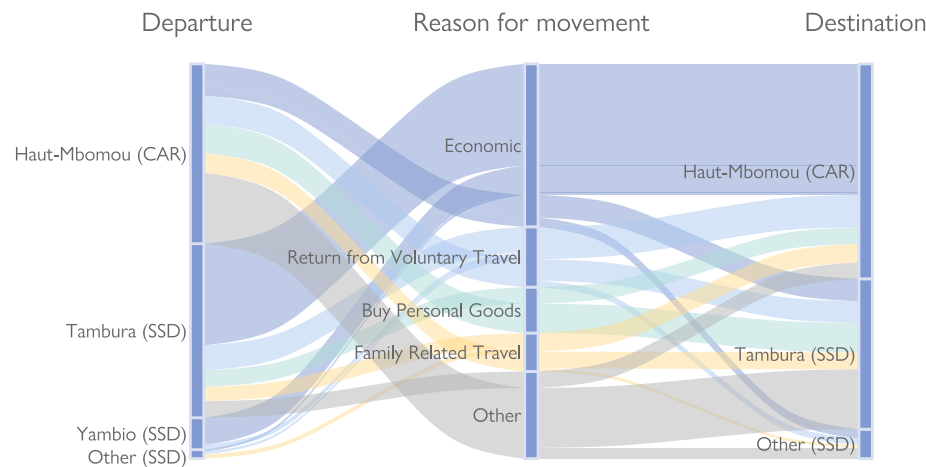 Departure
Reason for movement
Destination
Haut-Mbomou (CAR)
Tambura (SSD)
Yambio (SSD)
Other (SSD)
Economic
Return from Voluntary Travel
Buy Personal Goods
Family Related Travel
Other
Haut-Mbomou (CAR)
Tambura (SSD)
Other (SSD)